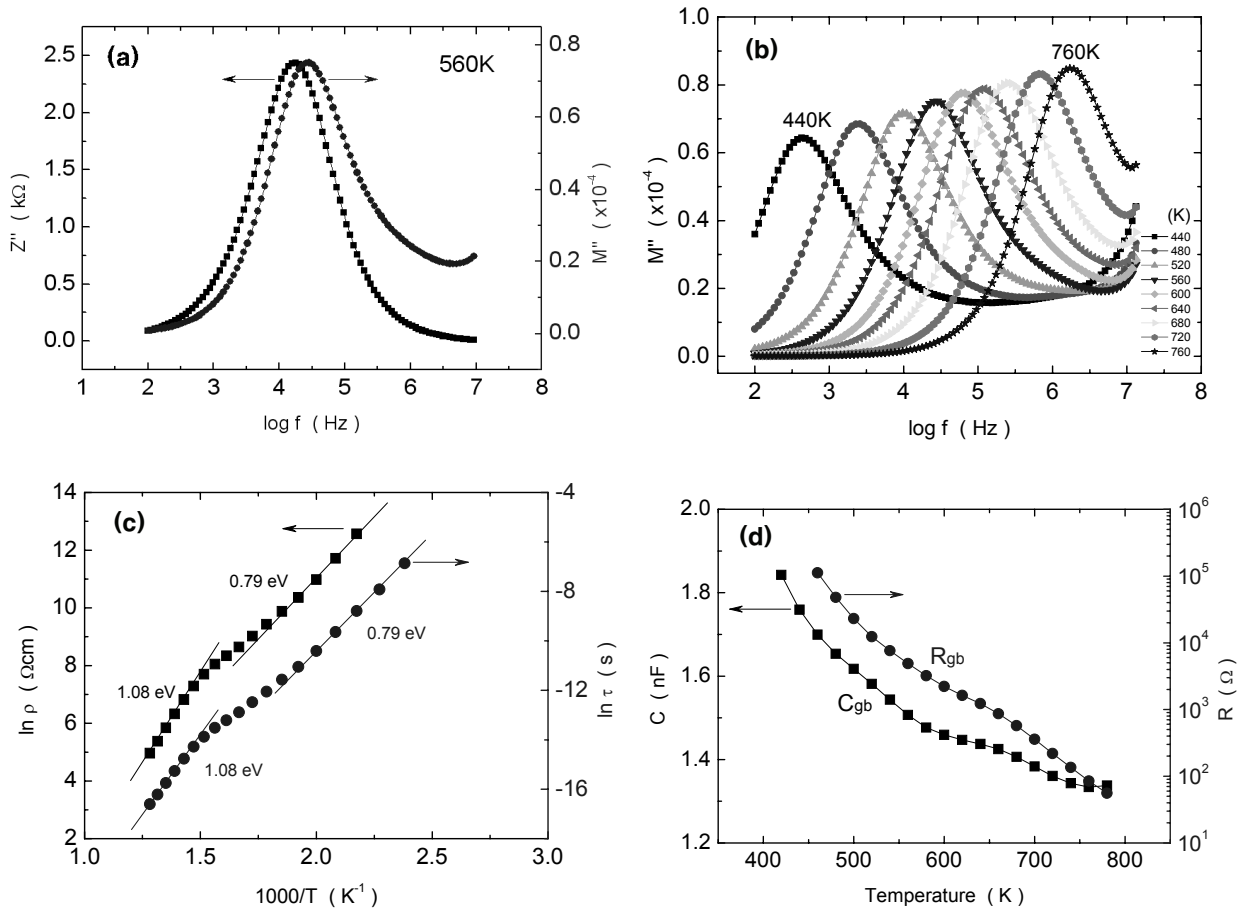 (a)
560K
2.5
2.0
1.5
1.0
0.5
0.0
Z" ( kΩ )
0.8
0.6
0.4
0.2
0.0
M" ( x10⁻⁴ )
1 2 3 4 5 6 7 8
log f ( Hz )
(b)
440K
760K
1.0
0.8
0.6
0.4
0.2
0.0
M" ( x10⁻⁴ )
(K)
440
480
520
560
600
640
680
720
760
2 3 4 5 6 7 8
log f ( Hz )
(c)
14
12
10
8
6
4
2
ln ρ ( Ωcm )
0.79 eV
1.08 eV
0.79 eV
1.08 eV
-4
-8
-12
-16
ln τ ( s )
1.0 1.5 2.0 2.5 3.0
1000/T ( K⁻¹ )
(d)
2.0
1.8
1.6
1.4
1.2
C ( nF )
Rgb
Cgb
10⁶
10⁵
10⁴
10³
10²
10¹
R ( Ω )
400 500 600 700 800
Temperature ( K )